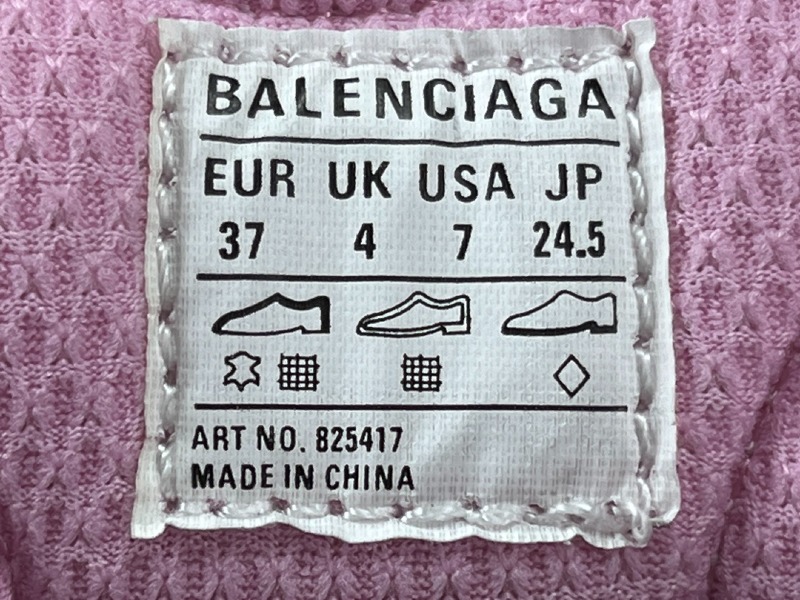 BALENCIAGA
EUR UK USA JP
37 4 7 24.5
ART NO. 825417
MADE IN CHINA